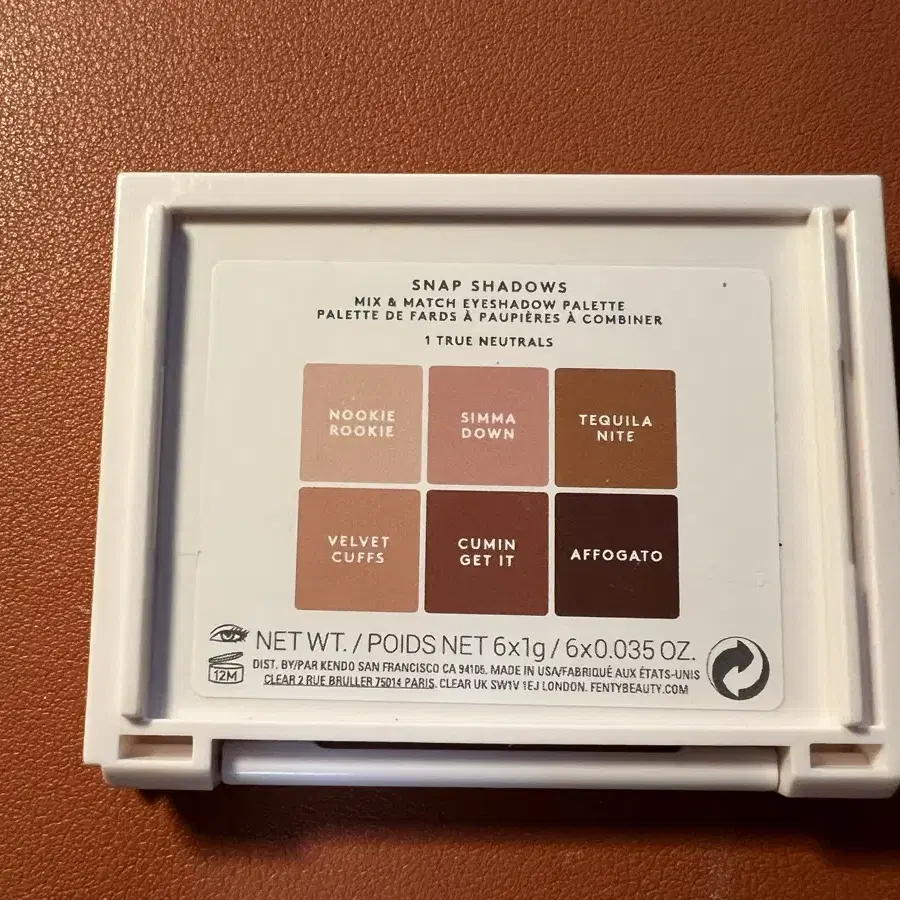 SNAP SHADOWS
MIX & MATCH EYESHADOW PALETTE
PALETTE DE FARDS À PAUPIÈRES À COMBINER
1 TRUE NEUTRALS
NOOKIE
ROOKIE
SIMMA
DOWN
TEQUILA
NITE
VELVET
CUFFS
CUMIN
GET IT
AFFOGATO
NET WT. / POIDS NET 6x1g / 6x0.035 OZ.
12M
DIST. BY/PAR KENDO SAN FRANCISCO CA 94105. MADE IN USA/FABRIQUÉ AUX ÉTATS-UNIS
CLEAR 2 RUE BRULLER 75014 PARIS. CLEAR UK SW1V 1EJ LONDON. FENTYBEAUTY.COM